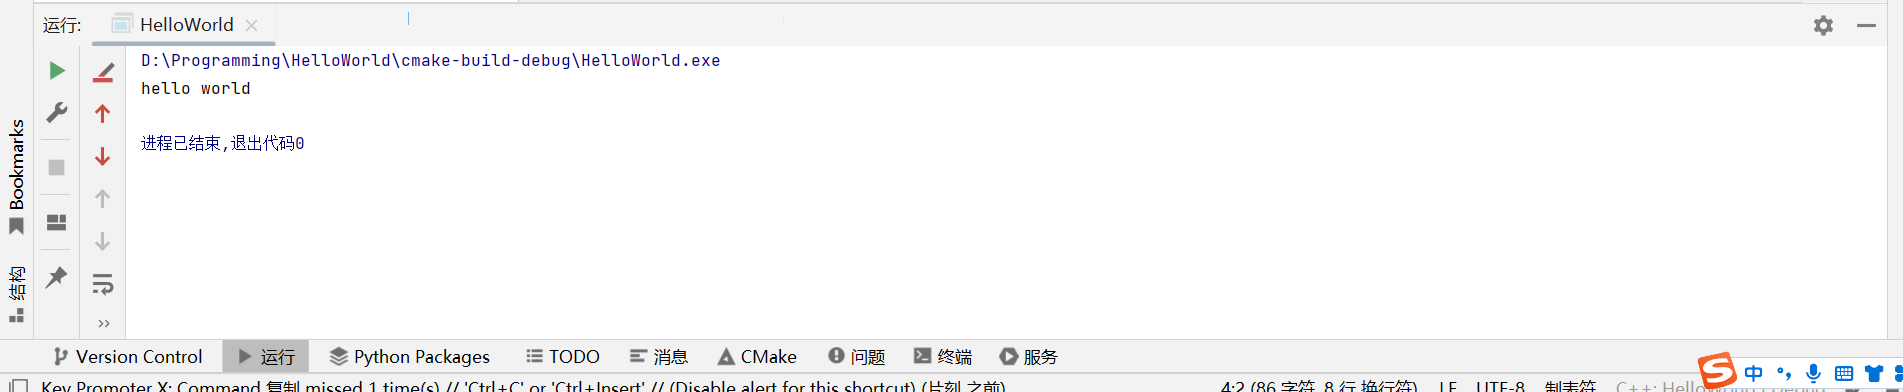 运行:
HelloWorld
D:\Programming\HelloWorld\cmake-build-debug\HelloWorld.exe
hello world
进程已结束,退出代码0
Bookmarks
结构
Version Control
运行
Python Packages
TODO
消息
CMake
问题
终端
服务
Key Promoter X: Command 复制 missed 1 time(s) // 'Ctrl+C' or 'Ctrl+Insert' // (Disable alert for this shortcut) (片刻 之前)
4:2 (86 字符, 8 行 换行符)
LF
UTF-8
制表符
C++: HelloWorld | Debug
S
中